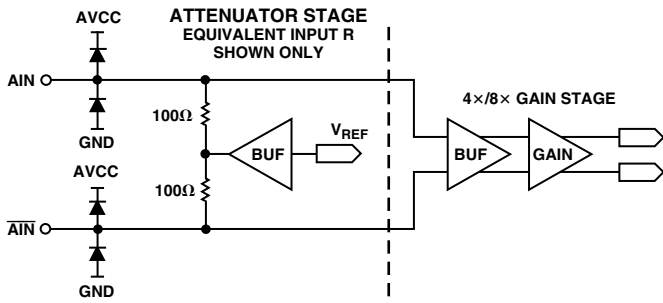 AVCC
ATTENUATOR STAGE
EQUIVALENT INPUT R
SHOWN ONLY
AIN
4×/8× GAIN STAGE
100Ω
GND
VREF
BUF
BUF
GAIN
AVCC
100Ω
A̅I̅N̅
GND